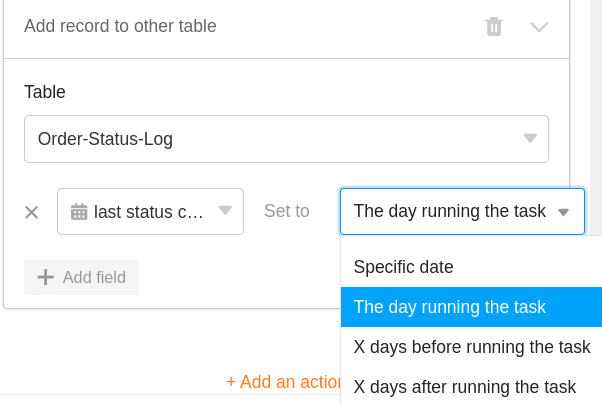 Add record to other table
Table
Order-Status-Log
last status c...
Set to
The day running the task
Specific date
The day running the task
X days before running the task
X days after running the task
Add field
+ Add an action